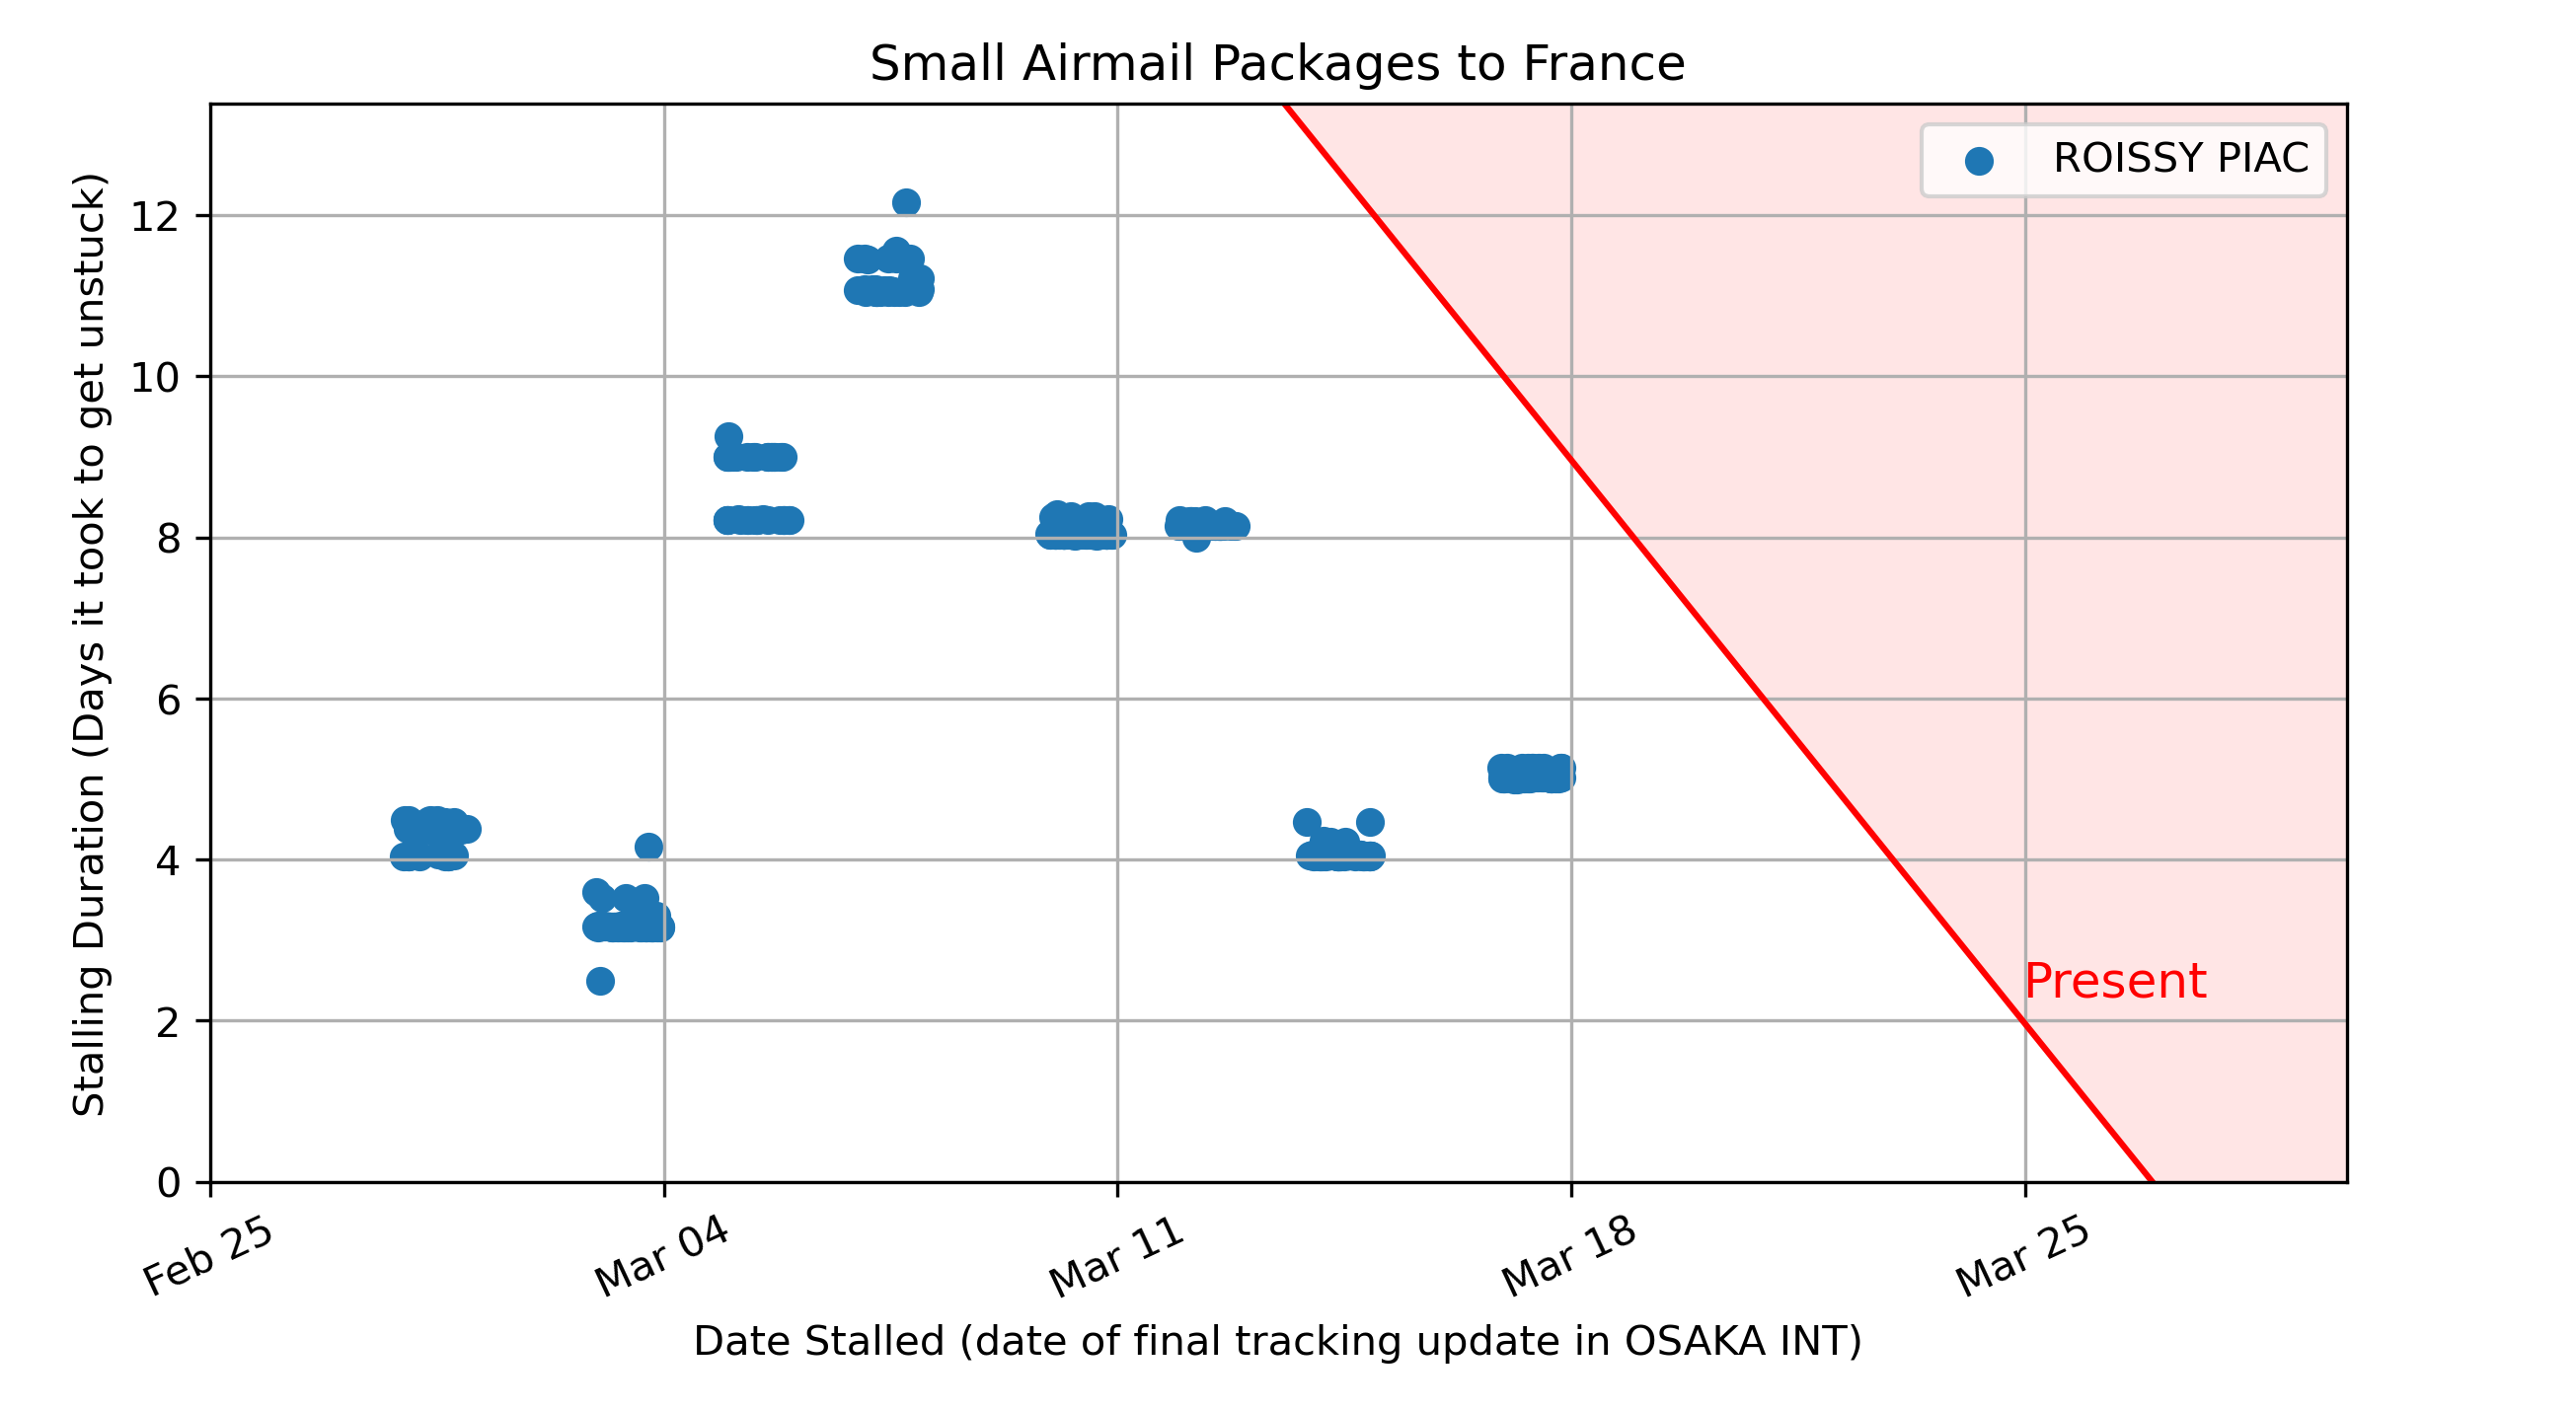 Small Airmail Packages to France
ROISSY PIAC
Stalling Duration (Days it took to get unstuck)
12
10
8
6
4
2
0
Present
Feb 25
Mar 04
Mar 11
Mar 18
Mar 25
Date Stalled (date of final tracking update in OSAKA INT)